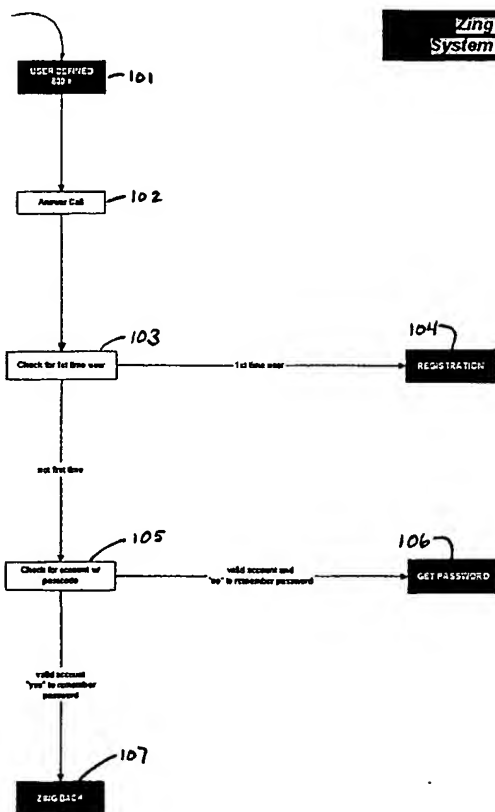 Zing
System
USER DEFINED
800 #
101
Answer Call
102
103
104
Check for 1st time user
1st time user
REGISTRATION
not first time
105
106
Check for account w/
passcode
valid account and
"no" to remember password
GET PASSWORD
valid account
"yes" to remember
password
107
ZING BACK